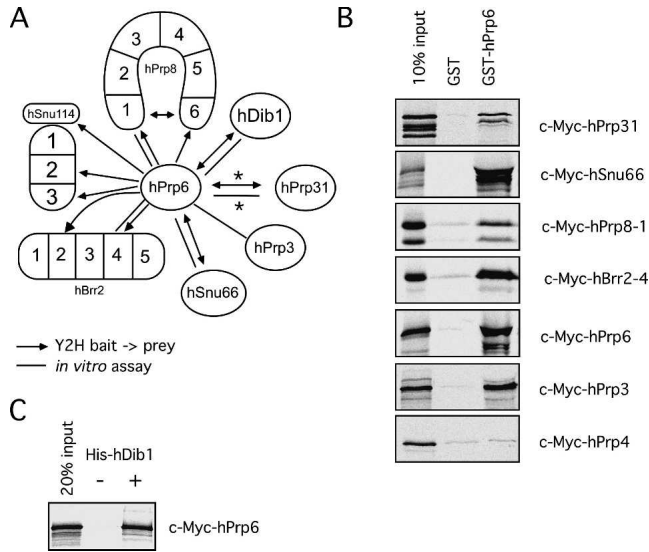 A
3
4
hPrp8
2
5
1
6
hSnu114
1
2
3
hDib1
hPrp6
*
*
hPrp31
hPrp3
1 2 3 4 5
hBrr2
hSnu66
Y2H bait -> prey
in vitro assay
B
10% input
GST
GST-hPrp6
c-Myc-hPrp31
c-Myc-hSnu66
c-Myc-hPrp8-1
c-Myc-hBrr2-4
c-Myc-hPrp6
c-Myc-hPrp3
c-Myc-hPrp4
C
20% input
His-hDib1
- +
c-Myc-hPrp6